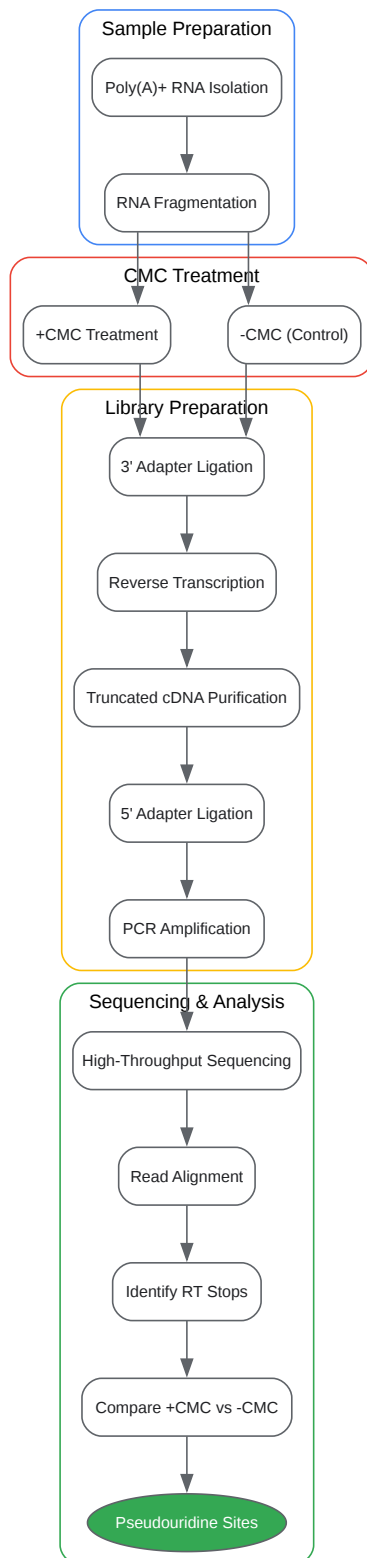 Sample Preparation
Poly(A)+ RNA Isolation
RNA Fragmentation
CMC Treatment
+CMC Treatment
-CMC (Control)
Library Preparation
3' Adapter Ligation
Reverse Transcription
Truncated cDNA Purification
5' Adapter Ligation
PCR Amplification
Sequencing & Analysis
High-Throughput Sequencing
Read Alignment
Identify RT Stops
Compare +CMC vs -CMC
Pseudouridine Sites